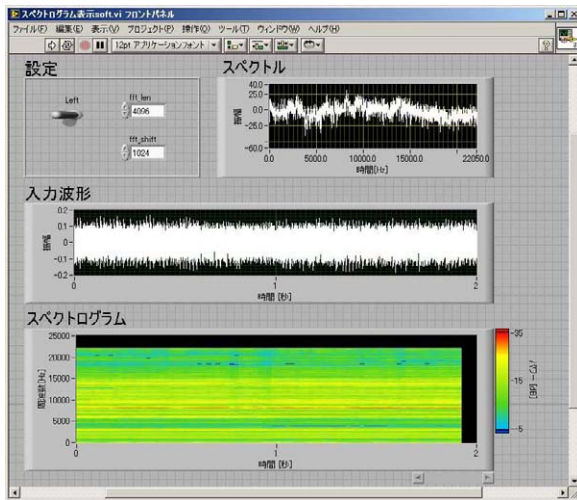 スペクトログラム表示soft.vi フロントパネル
ファイル(F) 編集(E) 表示(V) プロジェクト(P) 操作(O) ツール(T) ウィンドウ(W) ヘルプ(H)
12pt アプリケーションフォント
設定
Left
fft_len
4096
fft_shift
1024
スペクトル
40.0
25.0
0.0
-25.0
-60.0
振幅
0.0 5000.0 10000.0 15000.0 22050.0
時間[Hz]
入力波形
0.2
0.1
0
-0.1
-0.2
振幅
0 1 2
時間 [秒]
スペクトログラム
25000
20000
15000
10000
5000
0
周波数[Hz]
0 1 2
時間 [秒]
-35
-15
-5